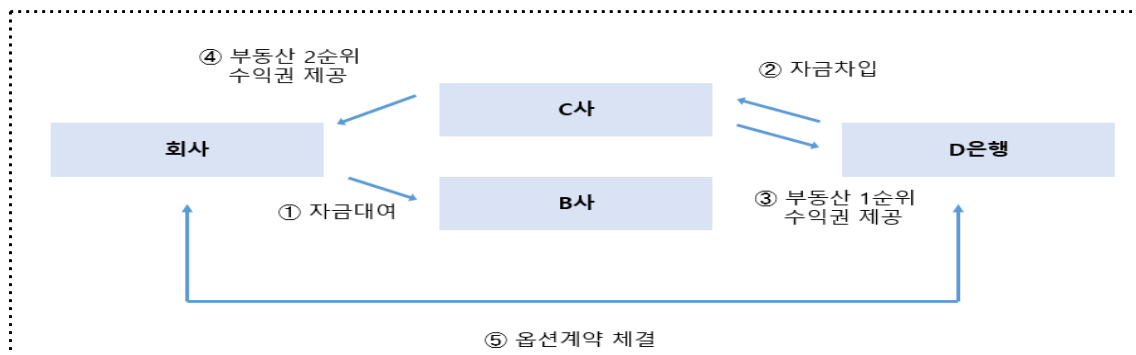 ④ 부동산 2순위
수익권 제공
② 자금차입
C사
회사
D은행
B사
① 자금대여
③ 부동산 1순위
수익권 제공
⑤ 옵션계약 체결